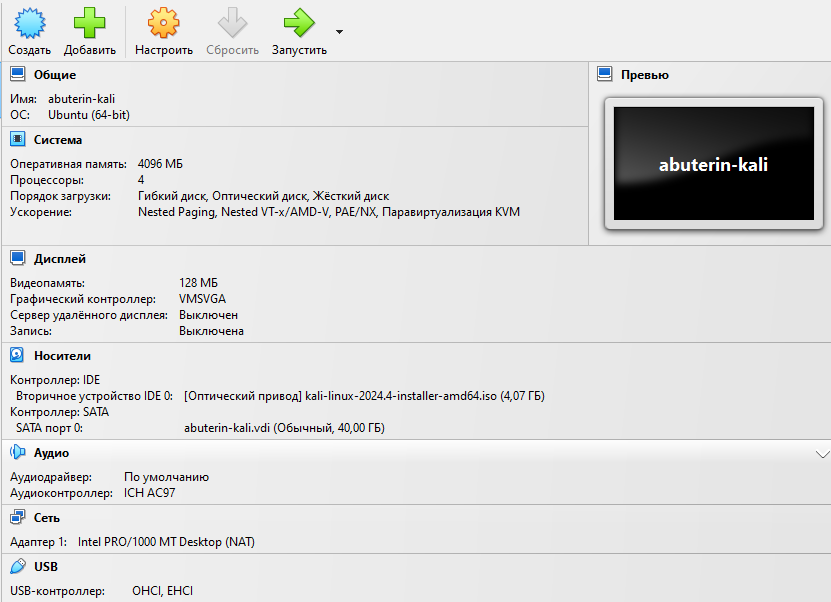 Создать Добавить Настроить Сбросить Запустить
Общие
Имя: abuterin-kali
ОС: Ubuntu (64-bit)
Превью
abuterin-kali
Система
Оперативная память: 4096 МБ
Процессоры: 4
Порядок загрузки: Гибкий диск, Оптический диск, Жёсткий диск
Ускорение: Nested Paging, Nested VT-x/AMD-V, PAE/NX, Паравиртуализация KVM
Дисплей
Видеопамять: 128 МБ
Графический контроллер: VMSVGA
Сервер удалённого дисплея: Выключен
Запись: Выключена
Носители
Контроллер: IDE
Вторичное устройство IDE 0: [Оптический привод] kali-linux-2024.4-installer-amd64.iso (4,07 ГБ)
Контроллер: SATA
SATA порт 0: abuterin-kali.vdi (Обычный, 40,00 ГБ)
Аудио
Аудиодрайвер: По умолчанию
Аудиоконтроллер: ICH AC97
Сеть
Адаптер 1: Intel PRO/1000 MT Desktop (NAT)
USB
USB-контроллер: OHCI, EHCI